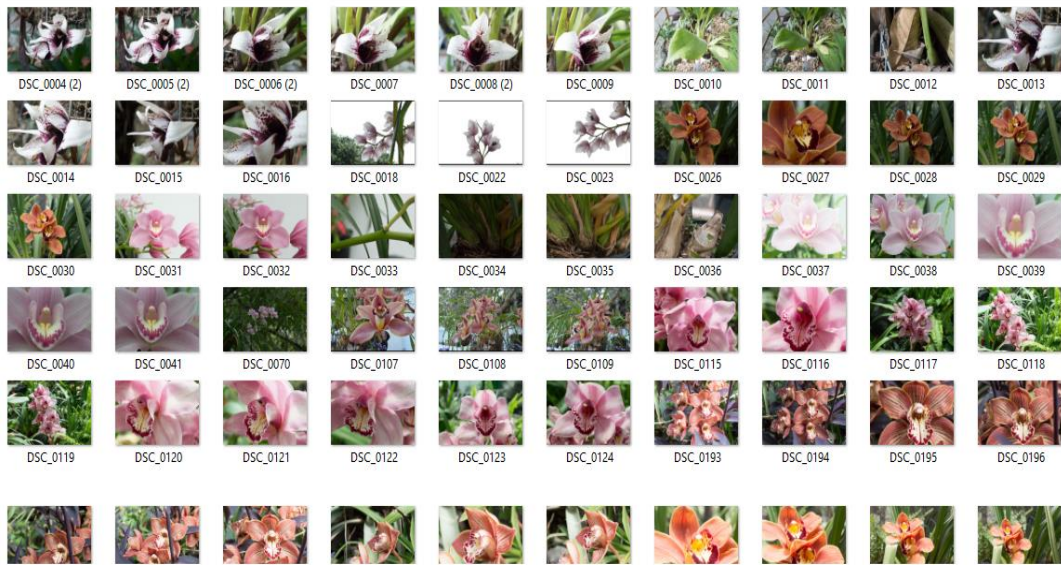 DSC_0004 (2) DSC_0005 (2) DSC_0006 (2) DSC_0007 DSC_0008 (2) DSC_0009 DSC_0010 DSC_0011 DSC_0012 DSC_0013
DSC_0014 DSC_0015 DSC_0016 DSC_0018 DSC_0022 DSC_0023 DSC_0026 DSC_0027 DSC_0028 DSC_0029
DSC_0030 DSC_0031 DSC_0032 DSC_0033 DSC_0034 DSC_0035 DSC_0036 DSC_0037 DSC_0038 DSC_0039
DSC_0040 DSC_0041 DSC_0070 DSC_0107 DSC_0108 DSC_0109 DSC_0115 DSC_0116 DSC_0117 DSC_0118
DSC_0119 DSC_0120 DSC_0121 DSC_0122 DSC_0123 DSC_0124 DSC_0193 DSC_0194 DSC_0195 DSC_0196